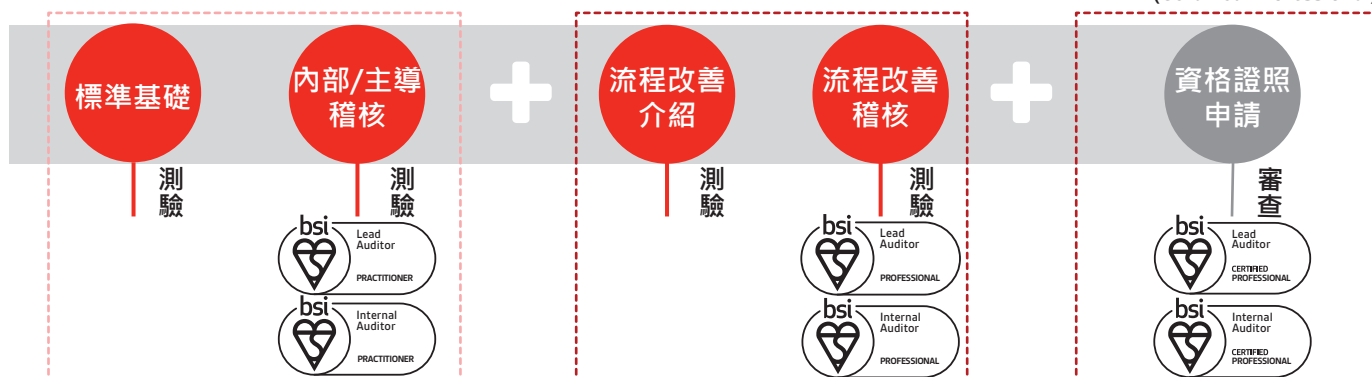 標準基礎
內部/主導
稽核
流程改善
介紹
流程改善
稽核
資格證照
申請
測驗
測驗
測驗
測驗
審查
bsi
Lead
Auditor
PRACTITIONER
bsi
Internal
Auditor
PRACTITIONER
bsi
Lead
Auditor
PROFESSIONAL
bsi
Internal
Auditor
PROFESSIONAL
bsi
Lead
Auditor
CERTIFIED
PROFESSIONAL
bsi
Internal
Auditor
CERTIFIED
PROFESSIONAL